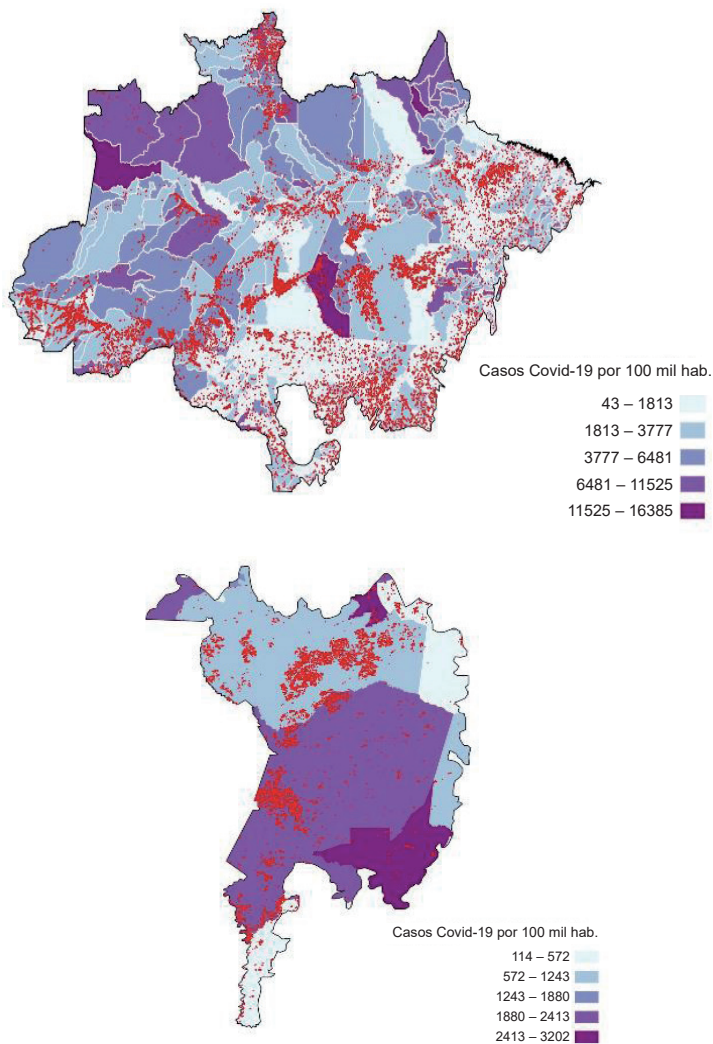 Casos Covid-19 por 100 mil hab.
43 – 1813
1813 – 3777
3777 – 6481
6481 – 11525
11525 – 16385
Casos Covid-19 por 100 mil hab.
114 – 572
572 – 1243
1243 – 1880
1880 – 2413
2413 – 3202